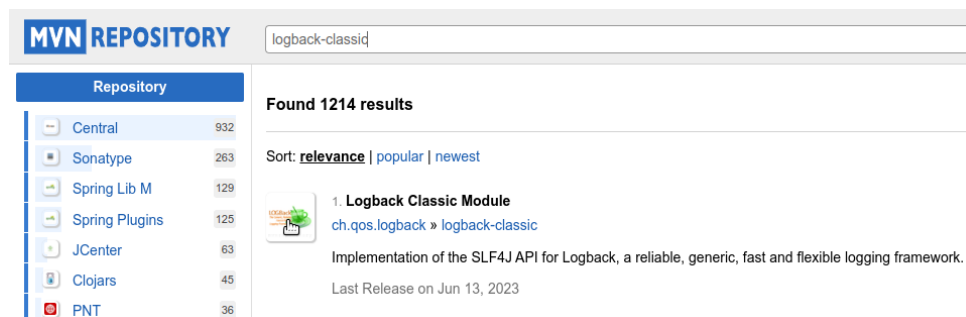 MVN REPOSITORY
logback-classic
Repository
Found 1214 results
Central 932
Sonatype 263
Sort: relevance | popular | newest
Spring Lib M 129
Spring Plugins 125
1. Logback Classic Module
ch.qos.logback » logback-classic
JCenter 63
Implementation of the SLF4J API for Logback, a reliable, generic, fast and flexible logging framework.
Clojars 45
Last Release on Jun 13, 2023
PNT 36